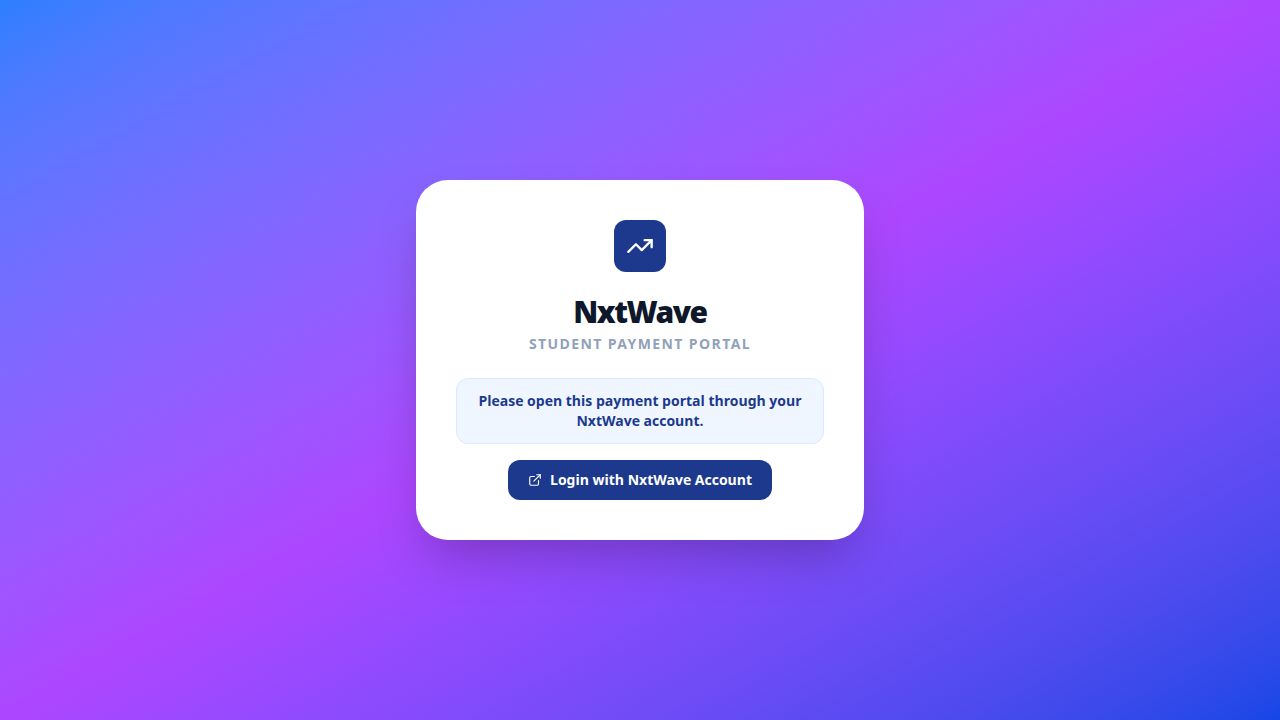 NxtWave
STUDENT PAYMENT PORTAL
Please open this payment portal through your
NxtWave account.
Login with NxtWave Account